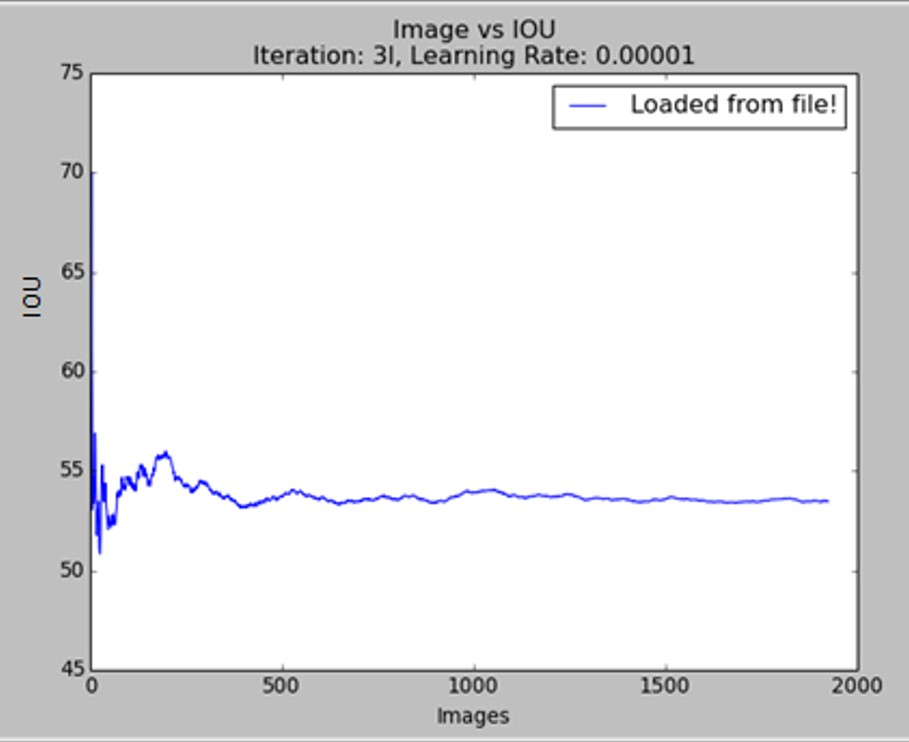 Image vs IOU
Iteration: 3l, Learning Rate: 0.00001
Loaded from file!
75
70
65
60
55
50
45
IOU
0
500
1000
1500
2000
Images